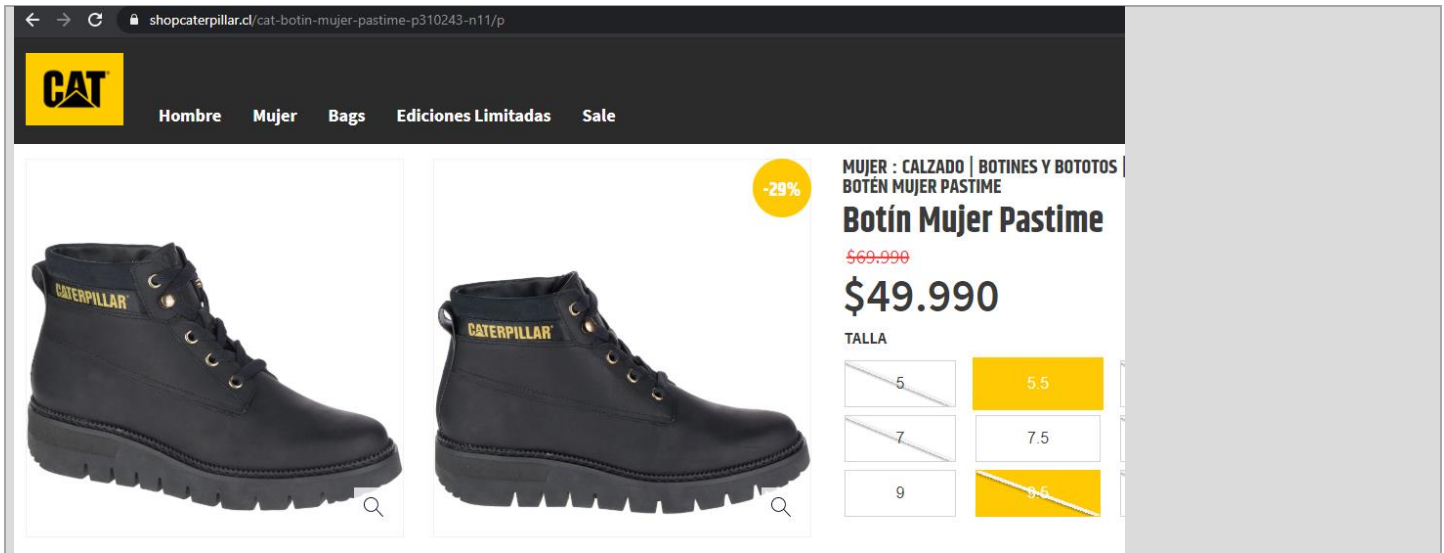 shopcaterpillar.cl/cat-botin-mujer-pastime-p310243-n11/p
CAT
Hombre Mujer Bags Ediciones Limitadas Sale
-29%
MUJER : CALZADO | BOTINES Y BOTOTOS |
BOTÉN MUJER PASTIME
Botín Mujer Pastime
$69.990
$49.990
TALLA
5 5.5
7 7.5
9 9.5
CATERPILLAR
CATERPILLAR